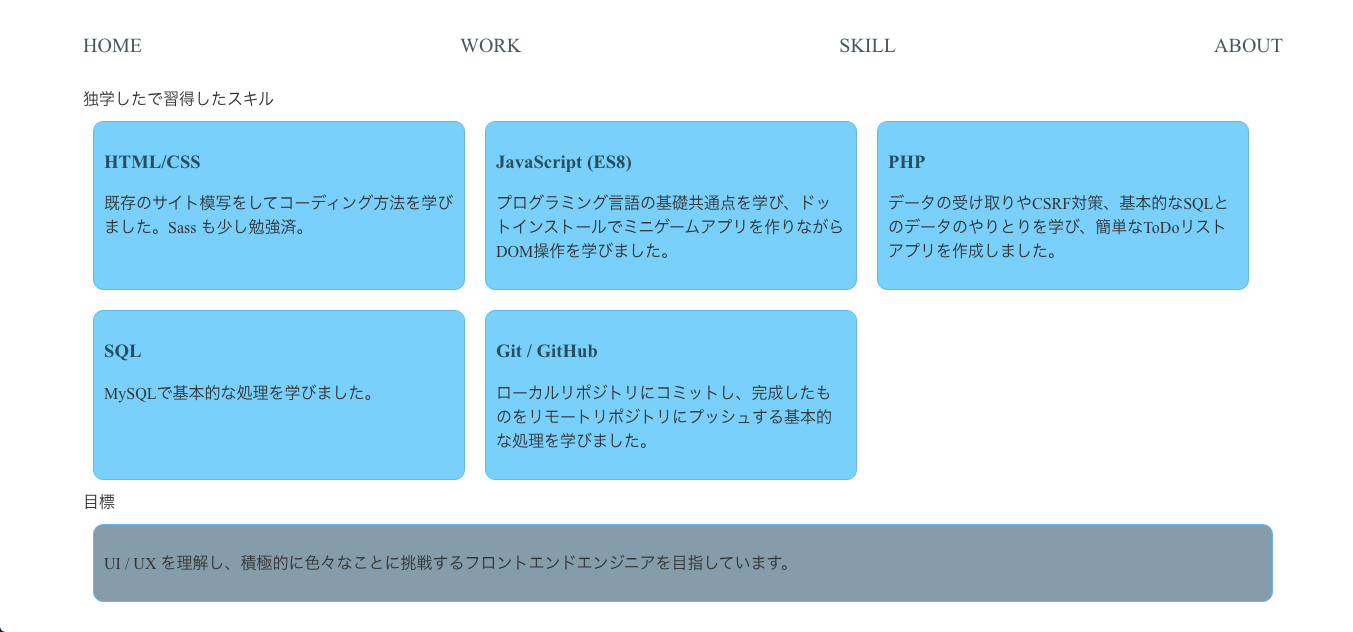 HOME WORK SKILL ABOUT
独学したで習得したスキル
HTML/CSS
既存のサイト模写をしてコーディング方法を学び
ました。Sass も少し勉強済。
JavaScript (ES8)
プログラミング言語の基礎共通点を学び、ドッ
トインストールでミニゲームアプリを作りながら
DOM操作を学びました。
PHP
データの受け取りやCSRF対策、基本的なSQLと
のデータのやりとりを学び、簡単なToDoリスト
アプリを作成しました。
SQL
MySQLで基本的な処理を学びました。
Git / GitHub
ローカルリポジトリにコミットし、完成したも
のをリモートリポジトリにプッシュする基本的
な処理を学びました。
目標
UI / UX を理解し、積極的に色々なことに挑戦するフロントエンドエンジニアを目指しています。